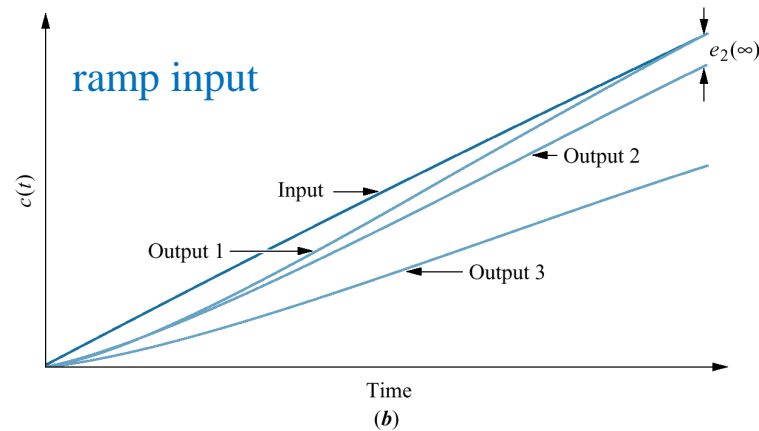 ramp input
e₂(∞)
c(t)
Output 2
Input
Output 1
Output 3
Time
(b)